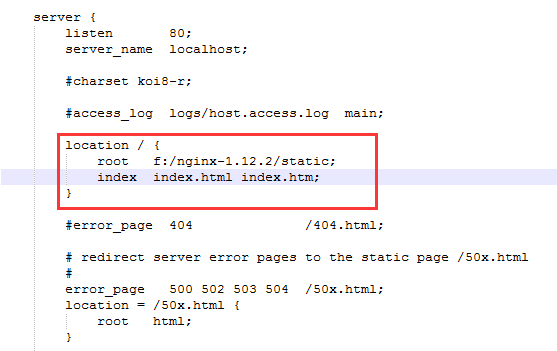 server {
listen 80;
server_name localhost;
#charset koi8-r;
#access_log logs/host.access.log main;
location / {
root f:/nginx-1.12.2/static;
index index.html index.htm;
}
#error_page 404 /404.html;
# redirect server error pages to the static page /50x.html
#
error_page 500 502 503 504 /50x.html;
location = /50x.html {
root html;
}